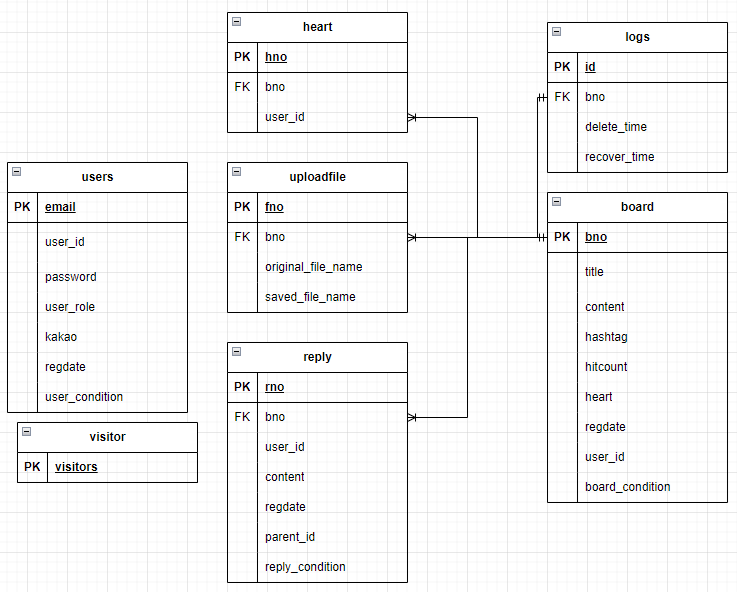 heart
PK hno
FK bno
user_id
logs
PK id
FK bno
delete_time
recover_time
users
PK email
user_id
password
user_role
kakao
regdate
user_condition
uploadfile
PK fno
FK bno
original_file_name
saved_file_name
board
PK bno
title
content
hashtag
hitcount
heart
regdate
user_id
board_condition
reply
PK rno
FK bno
user_id
content
regdate
parent_id
reply_condition
visitor
PK visitors